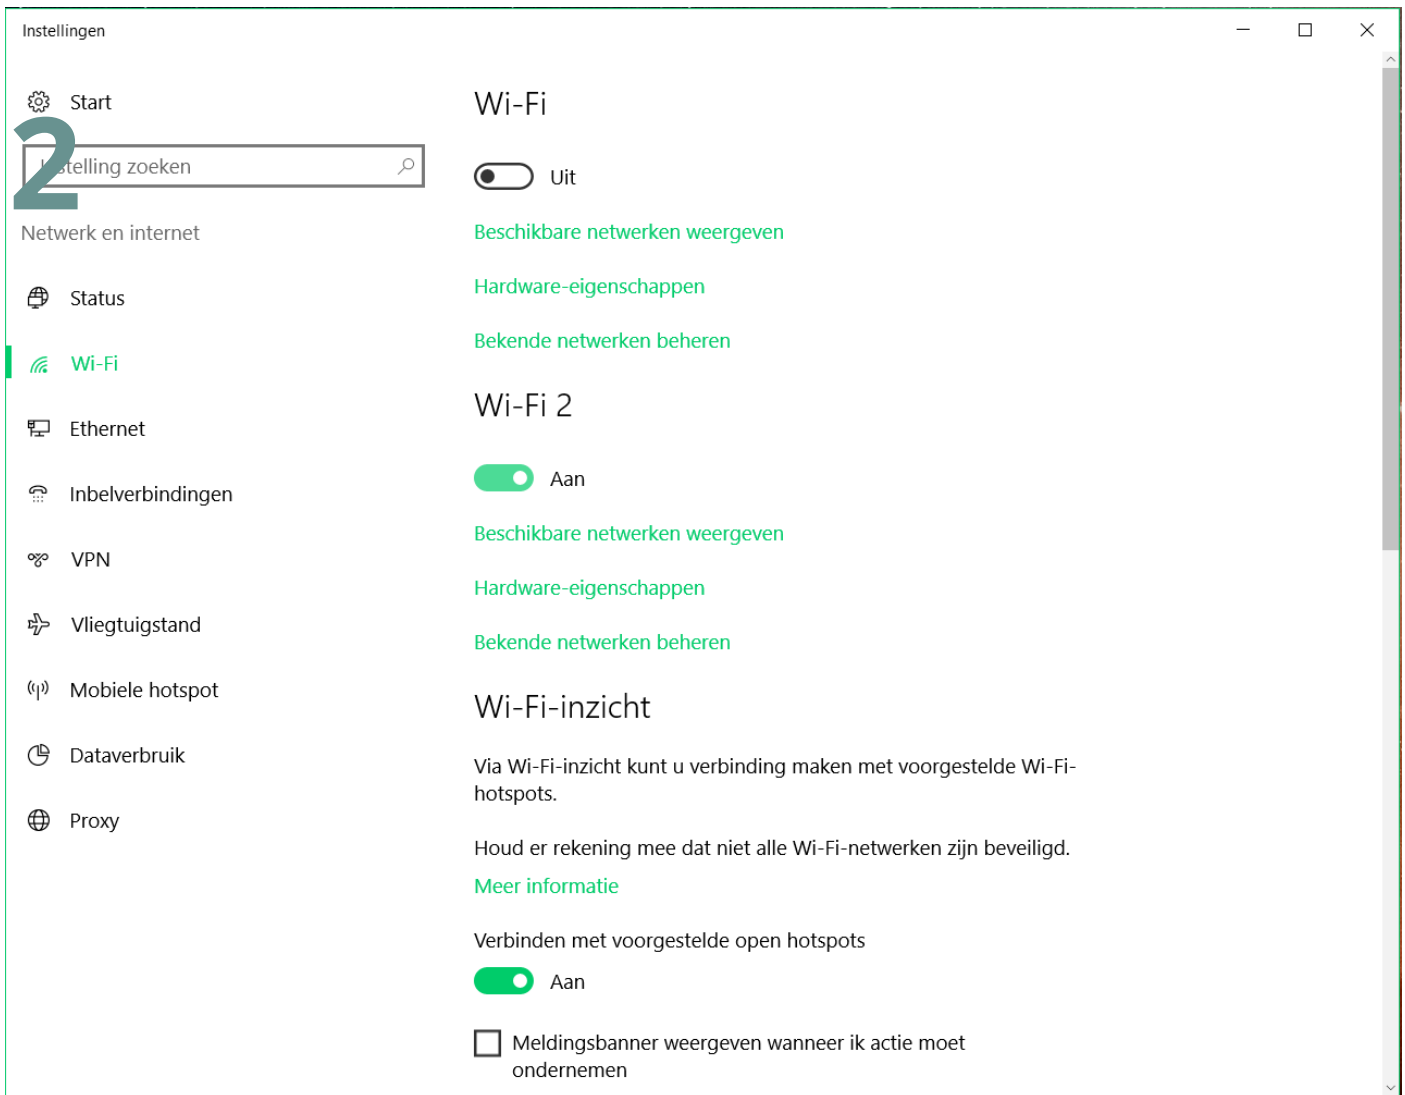 Instellingen
Start
2
stelling zoeken
Netwerk en internet
Status
Wi-Fi
Ethernet
Inbelverbindingen
VPN
Vliegtuigstand
Mobiele hotspot
Dataverbruik
Proxy
Wi-Fi
Uit
Beschikbare netwerken weergeven
Hardware-eigenschappen
Bekende netwerken beheren
Wi-Fi 2
Aan
Beschikbare netwerken weergeven
Hardware-eigenschappen
Bekende netwerken beheren
Wi-Fi-inzicht
Via Wi-Fi-inzicht kunt u verbinding maken met voorgestelde Wi-Fi-
hotspots.
Houd er rekening mee dat niet alle Wi-Fi-netwerken zijn beveiligd.
Meer informatie
Verbinden met voorgestelde open hotspots
Aan
Meldingsbanner weergeven wanneer ik actie moet
ondernemen